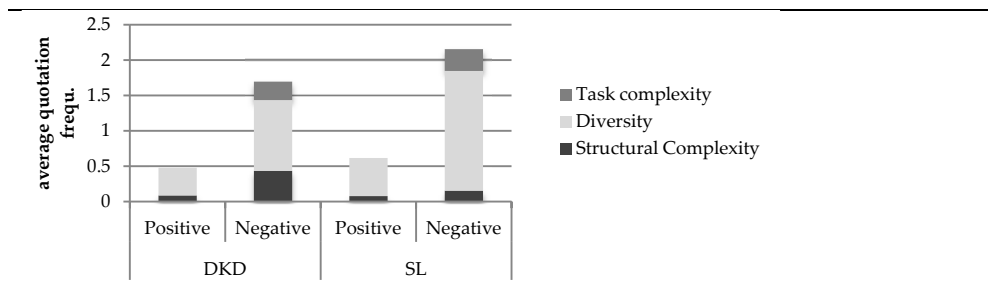 2.5
2
1.5
1
0.5
0
average quotation
frequ.
Positive Negative Positive Negative
DKD SL
Task complexity
Diversity
Structural Complexity